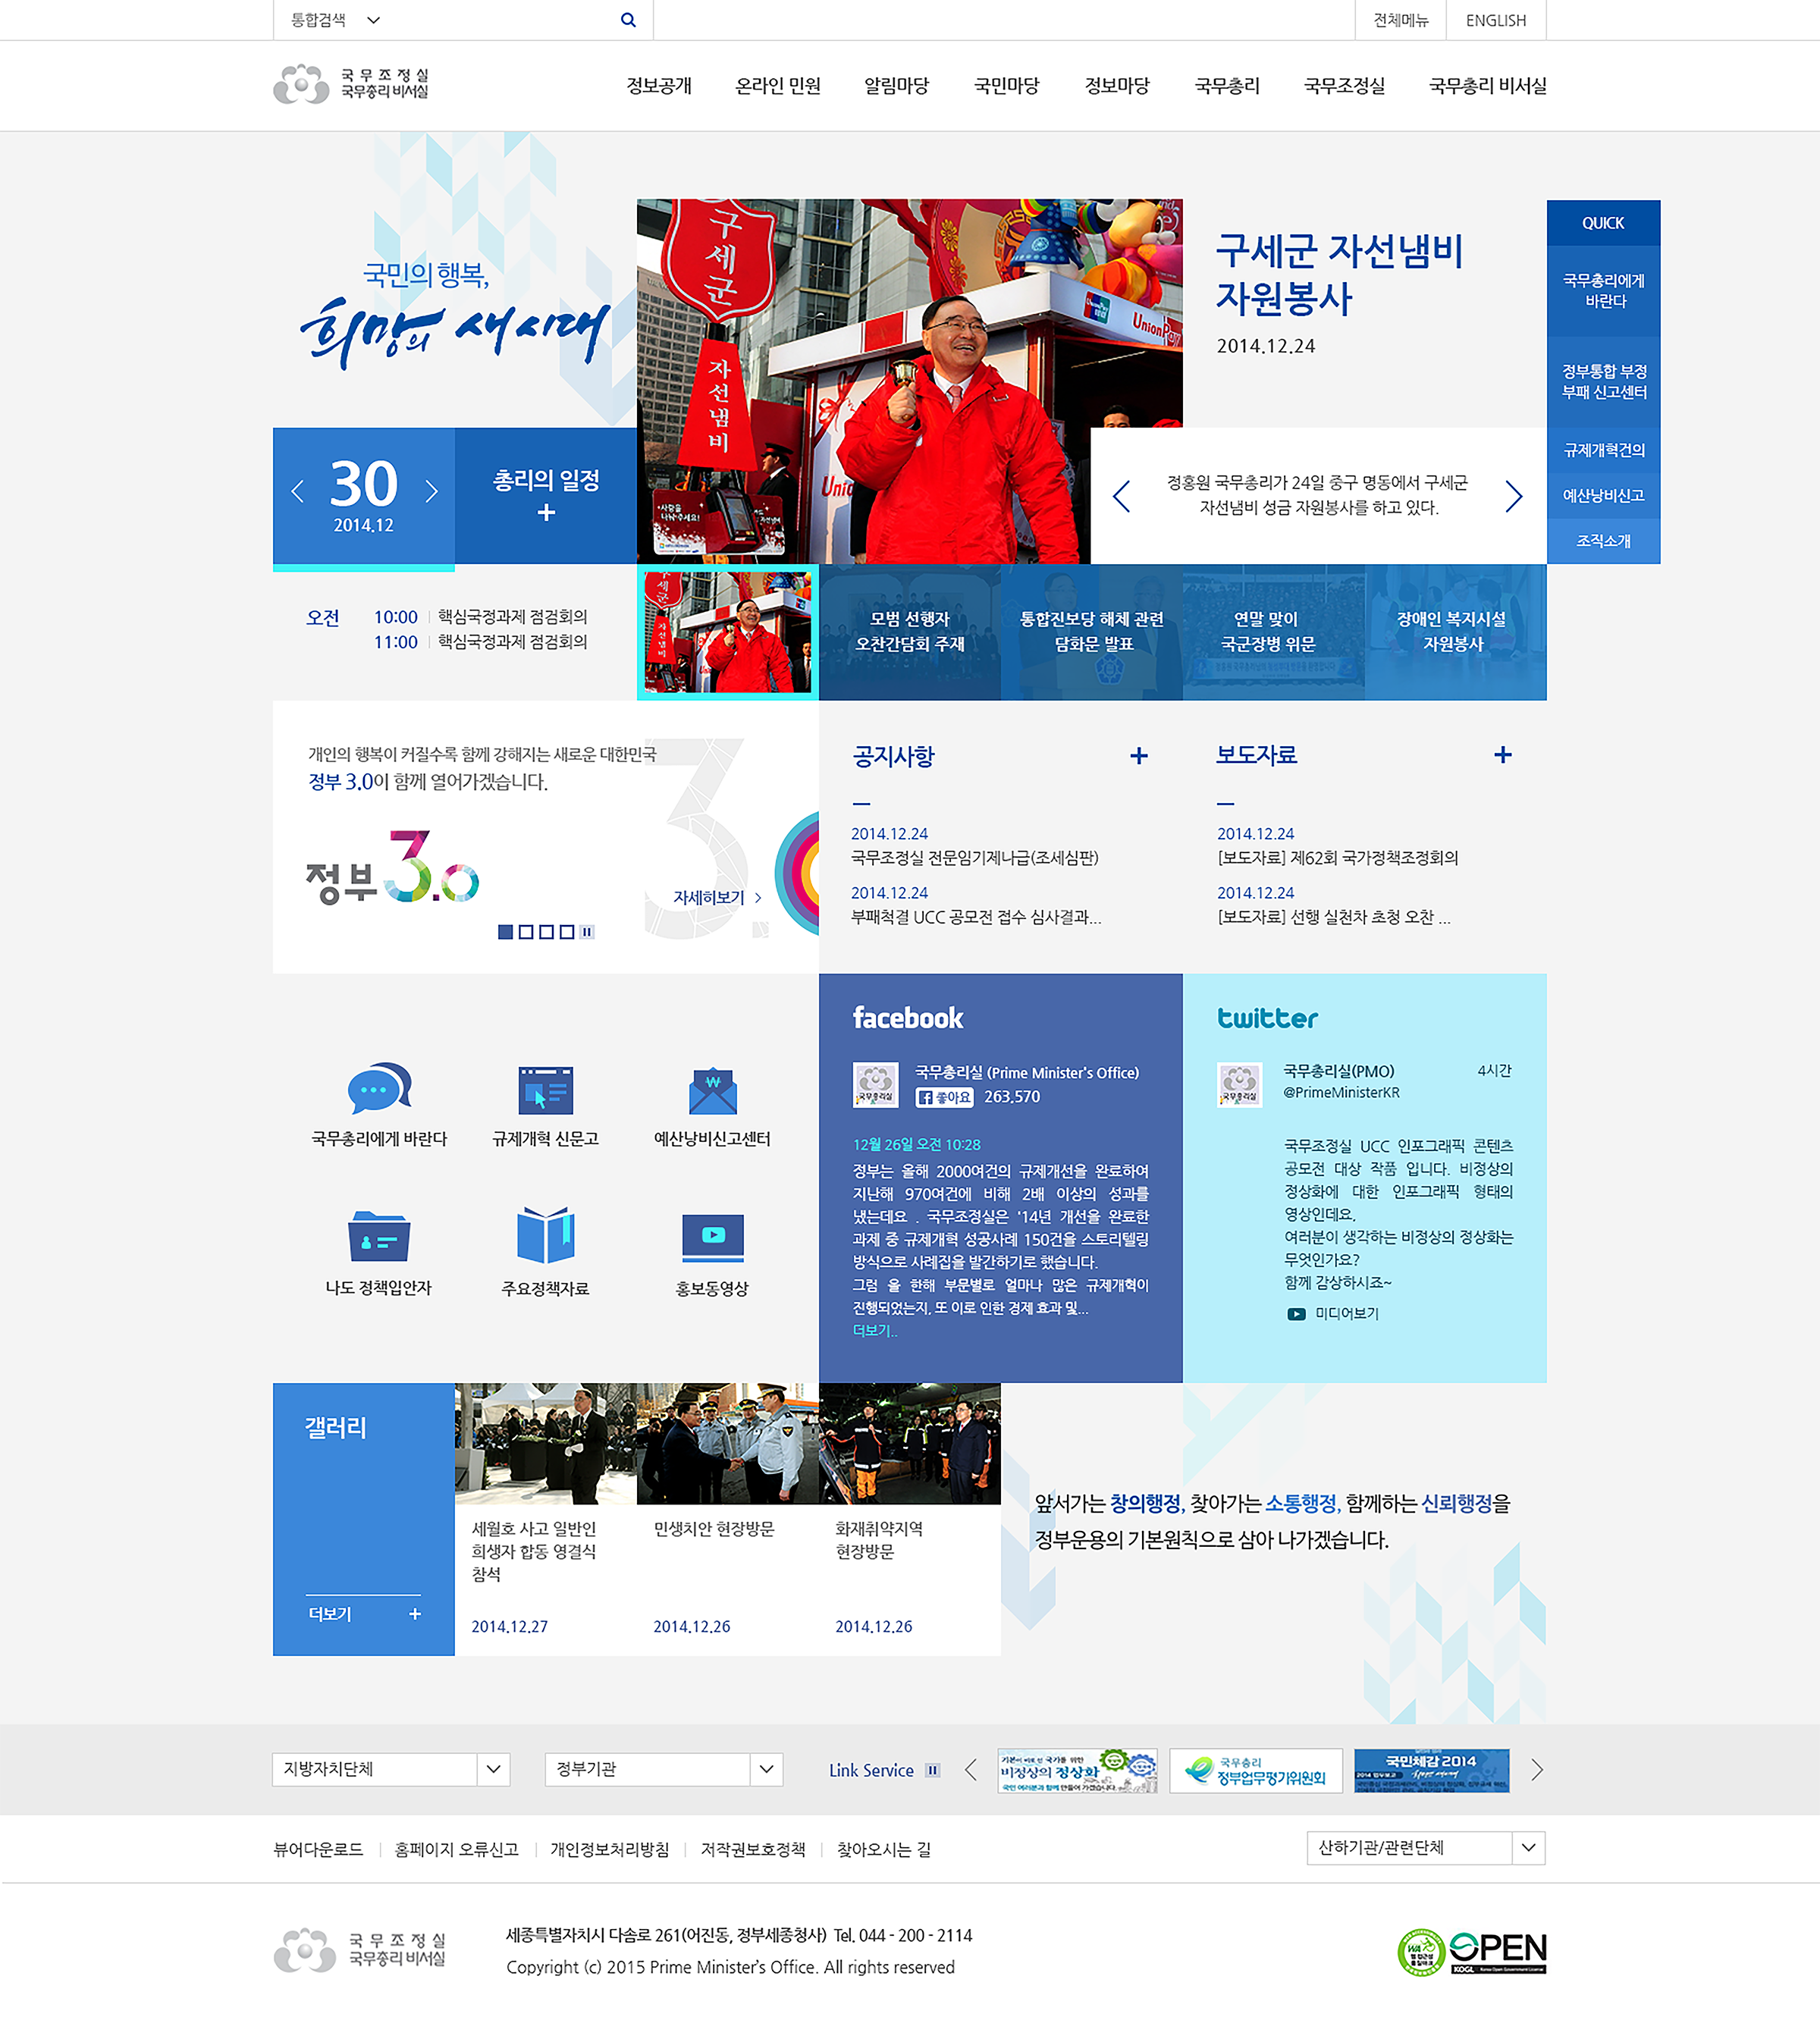 통합검색
전체메뉴
ENGLISH
국무조정실
국무총리 비서실
정보공개
온라인 민원
알림마당
국민마당
정보마당
국무총리
국무조정실
국무총리 비서실
국민의 행복,
희망의 새시대
구세군
자선냄비
UnionPay
구세군 자선냄비
자원봉사
2014.12.24
QUICK
국무총리에게
바란다
정부통합 부정
부패 신고센터
규제개혁건의
예산낭비신고
조직소개
30
2014.12
총리의 일정
+
정홍원 국무총리가 24일 중구 명동에서 구세군
자선냄비 성금 자원봉사를 하고 있다.
오전
10:00 핵심국정과제 점검회의
11:00 핵심국정과제 점검회의
모범 선행자
오찬간담회 주재
통합진보당 해체 관련
담화문 발표
연말 맞이
국군장병 위문
장애인 복지시설
자원봉사
개인의 행복이 커질수록 함께 강해지는 새로운 대한민국
정부 3.0이 함께 열어가겠습니다.
정부 3.0
자세히보기 >
공지사항 +
2014.12.24
국무조정실 전문임기제나급(조세심판)
2014.12.24
부패척결 UCC 공모전 접수 심사결과...
보도자료 +
2014.12.24
[보도자료] 제62회 국가정책조정회의
2014.12.24
[보도자료] 선행 실천차 초청 오찬 ...
국무총리에게 바란다
규제개혁 신문고
예산낭비신고센터
나도 정책입안자
주요정책자료
홍보동영상
facebook
국무총리실
국무총리실 (Prime Minister's Office)
좋아요 263,570
12월 26일 오전 10:28
정부는 올해 2000여건의 규제개선을 완료하여
지난해 970여건에 비해 2배 이상의 성과를
냈는데요 . 국무조정실은 '14년 개선을 완료한
과제 중 규제개혁 성공사례 150건을 스토리텔링
방식으로 사례집을 발간하기로 했습니다.
그럼 올 한해 부문별로 얼마나 많은 규제개혁이
진행되었는지, 또 이로 인한 경제 효과 및...
더보기..
twitter
국무총리실
국무총리실(PMO) 4시간
@PrimeMinisterKR
국무조정실 UCC 인포그래픽 콘텐츠
공모전 대상 작품 입니다. 비정상의
정상화에 대한 인포그래픽 형태의
영상인데요,
여러분이 생각하는 비정상의 정상화는
무엇인가요?
함께 감상하시죠~
미디어보기
갤러리
더보기 +
세월호 사고 일반인
희생자 합동 영결식
참석
2014.12.27
민생치안 현장방문
2014.12.26
화재취약지역
현장방문
2014.12.26
앞서가는 창의행정, 찾아가는 소통행정, 함께하는 신뢰행정을
정부운용의 기본원칙으로 삼아 나가겠습니다.
지방자치단체
정부기관
Link Service
비정상의 정상화
국민 여러분과 함께 만들어 가겠습니다.
국무총리
정부업무평가위원회
국민체감 2014
뷰어다운로드
홈페이지 오류신고
개인정보처리방침
저작권보호정책
찾아오시는 길
산하기관/관련단체
국무조정실
국무총리 비서실
세종특별자치시 다솜로 261(어진동, 정부세종청사) Tel. 044 - 200 - 2114
Copyright (c) 2015 Prime Minister's Office. All rights reserved
WA
OPEN
KOGL